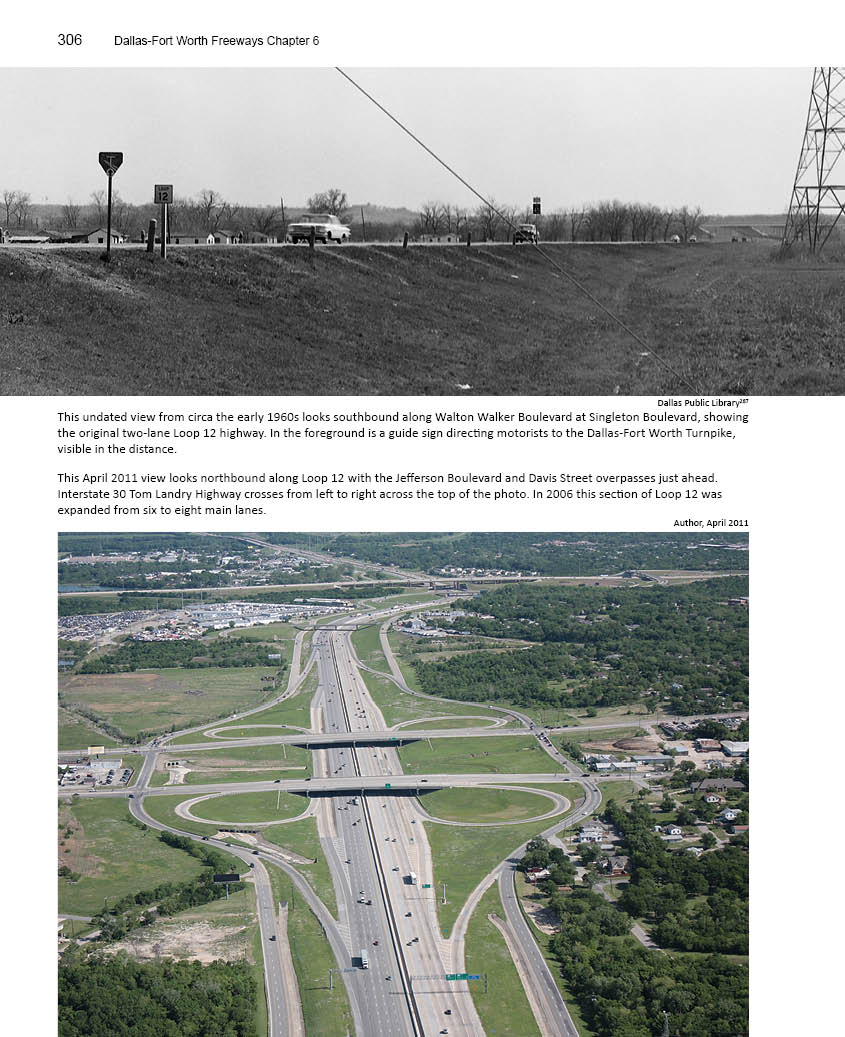 306 Dallas-Fort Worth Freeways Chapter 6
LOOP
12
Dallas Public Library²⁸⁷
This undated view from circa the early 1960s looks southbound along Walton Walker Boulevard at Singleton Boulevard, showing
the original two-lane Loop 12 highway. In the foreground is a guide sign directing motorists to the Dallas-Fort Worth Turnpike,
visible in the distance.
This April 2011 view looks northbound along Loop 12 with the Jefferson Boulevard and Davis Street overpasses just ahead.
Interstate 30 Tom Landry Highway crosses from left to right across the top of the photo. In 2006 this section of Loop 12 was
expanded from six to eight main lanes.
Author, April 2011